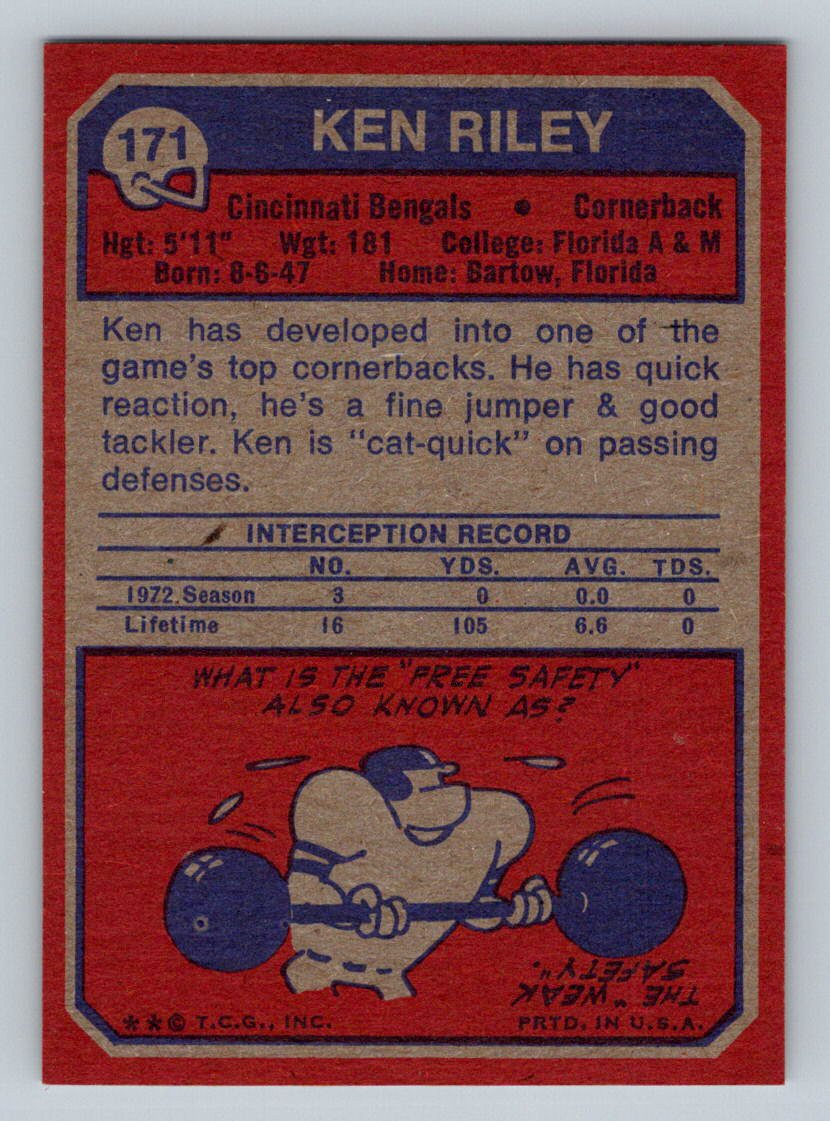 171
KEN RILEY
Cincinnati Bengals • Cornerback
Hgt: 5'11" Wgt: 181 College: Florida A & M
Born: 8-6-47 Home: Bartow, Florida
Ken has developed into one of the
game's top cornerbacks. He has quick
reaction, he's a fine jumper & good
tackler. Ken is "cat-quick" on passing
defenses.
INTERCEPTION RECORD
NO. YDS. AVG. TDS.
1972 Season 3 0 0.0 0
Lifetime 16 105 6.6 0
WHAT IS THE "FREE SAFETY"
ALSO KNOWN AS?
THE "WEAK
SAFETY".
**© T.C.G., INC. PRTD. IN U.S.A.